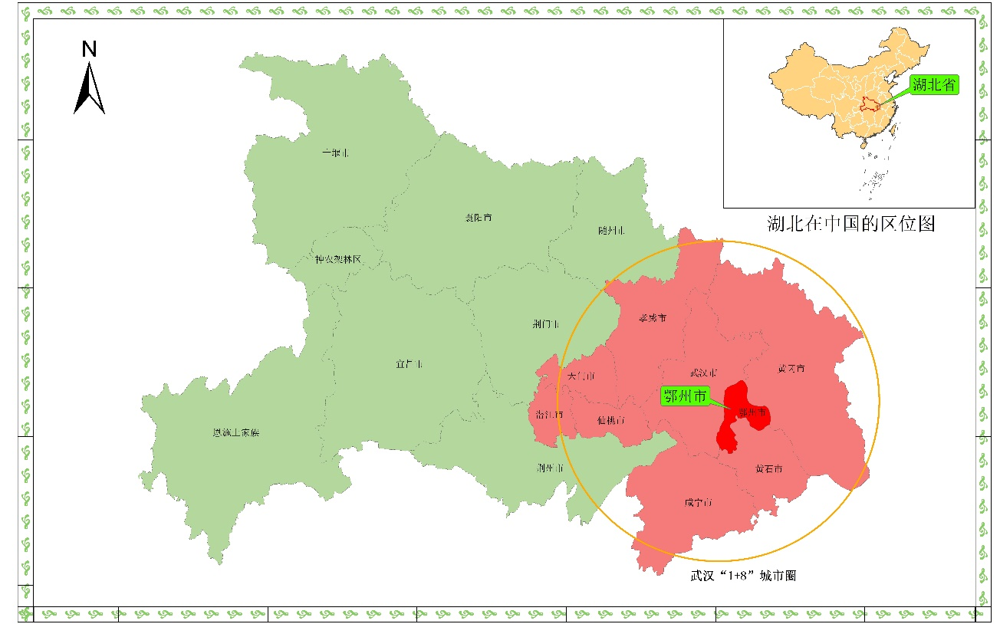 N
湖北省
湖北在中国的区位图
十堰市
襄阳市
随州市
神农架林区
荆门市
孝感市
宜昌市
天门市
武汉市
黄冈市
鄂州市
鄂州市
潜江市
仙桃市
恩施土家族
荆州市
黄石市
咸宁市
武汉“1+8”城市圈